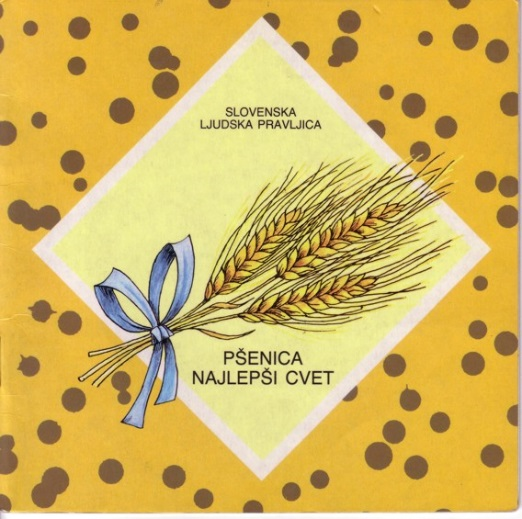 SLOVENSKA
LJUDSKA PRAVLJICA
PŠENICA
NAJLEPŠI CVET